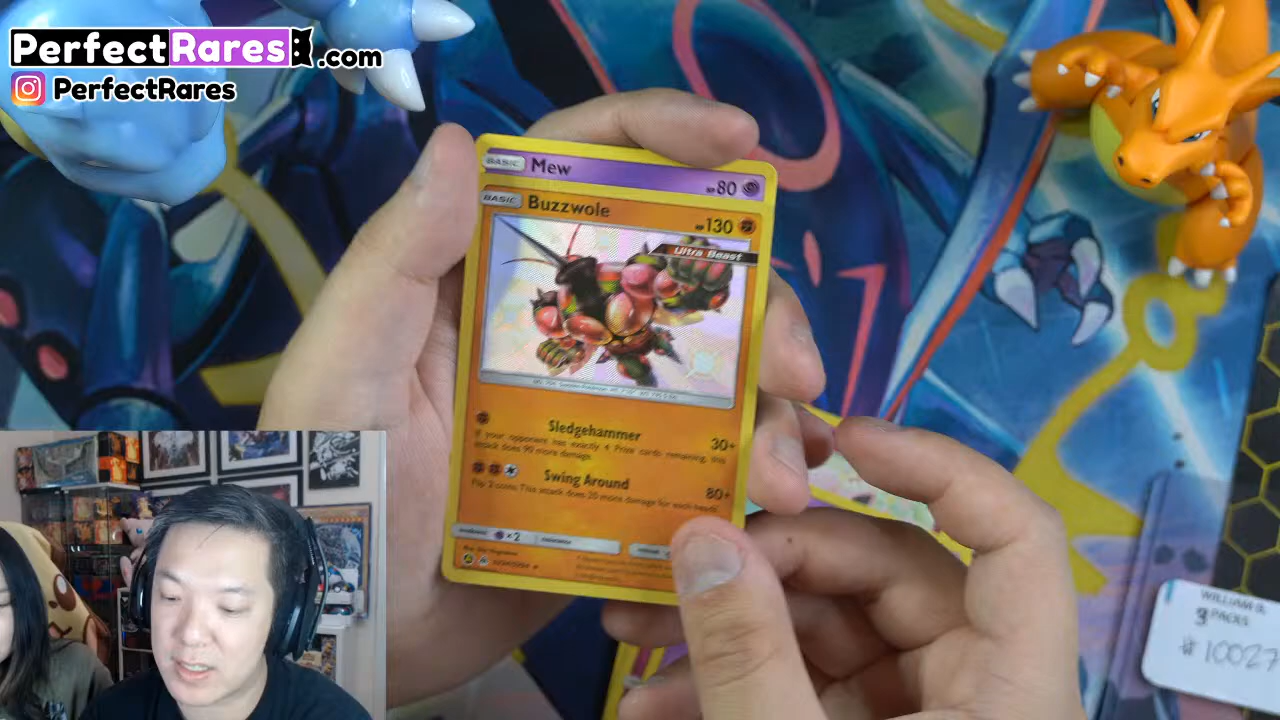 PerfectRares.com
PerfectRares
BASIC Mew HP 80
BASIC Buzzwole HP 130
Ultra Beast
Sledgehammer 30+
If your opponent has exactly 4 Prize cards remaining, this
attack does 90 more damage.
Swing Around 80+
Flip 2 coins. This attack does 20 more damage for each heads.
weakness ×2 resistance
WILLIAM B.
3 PACKS
#10027